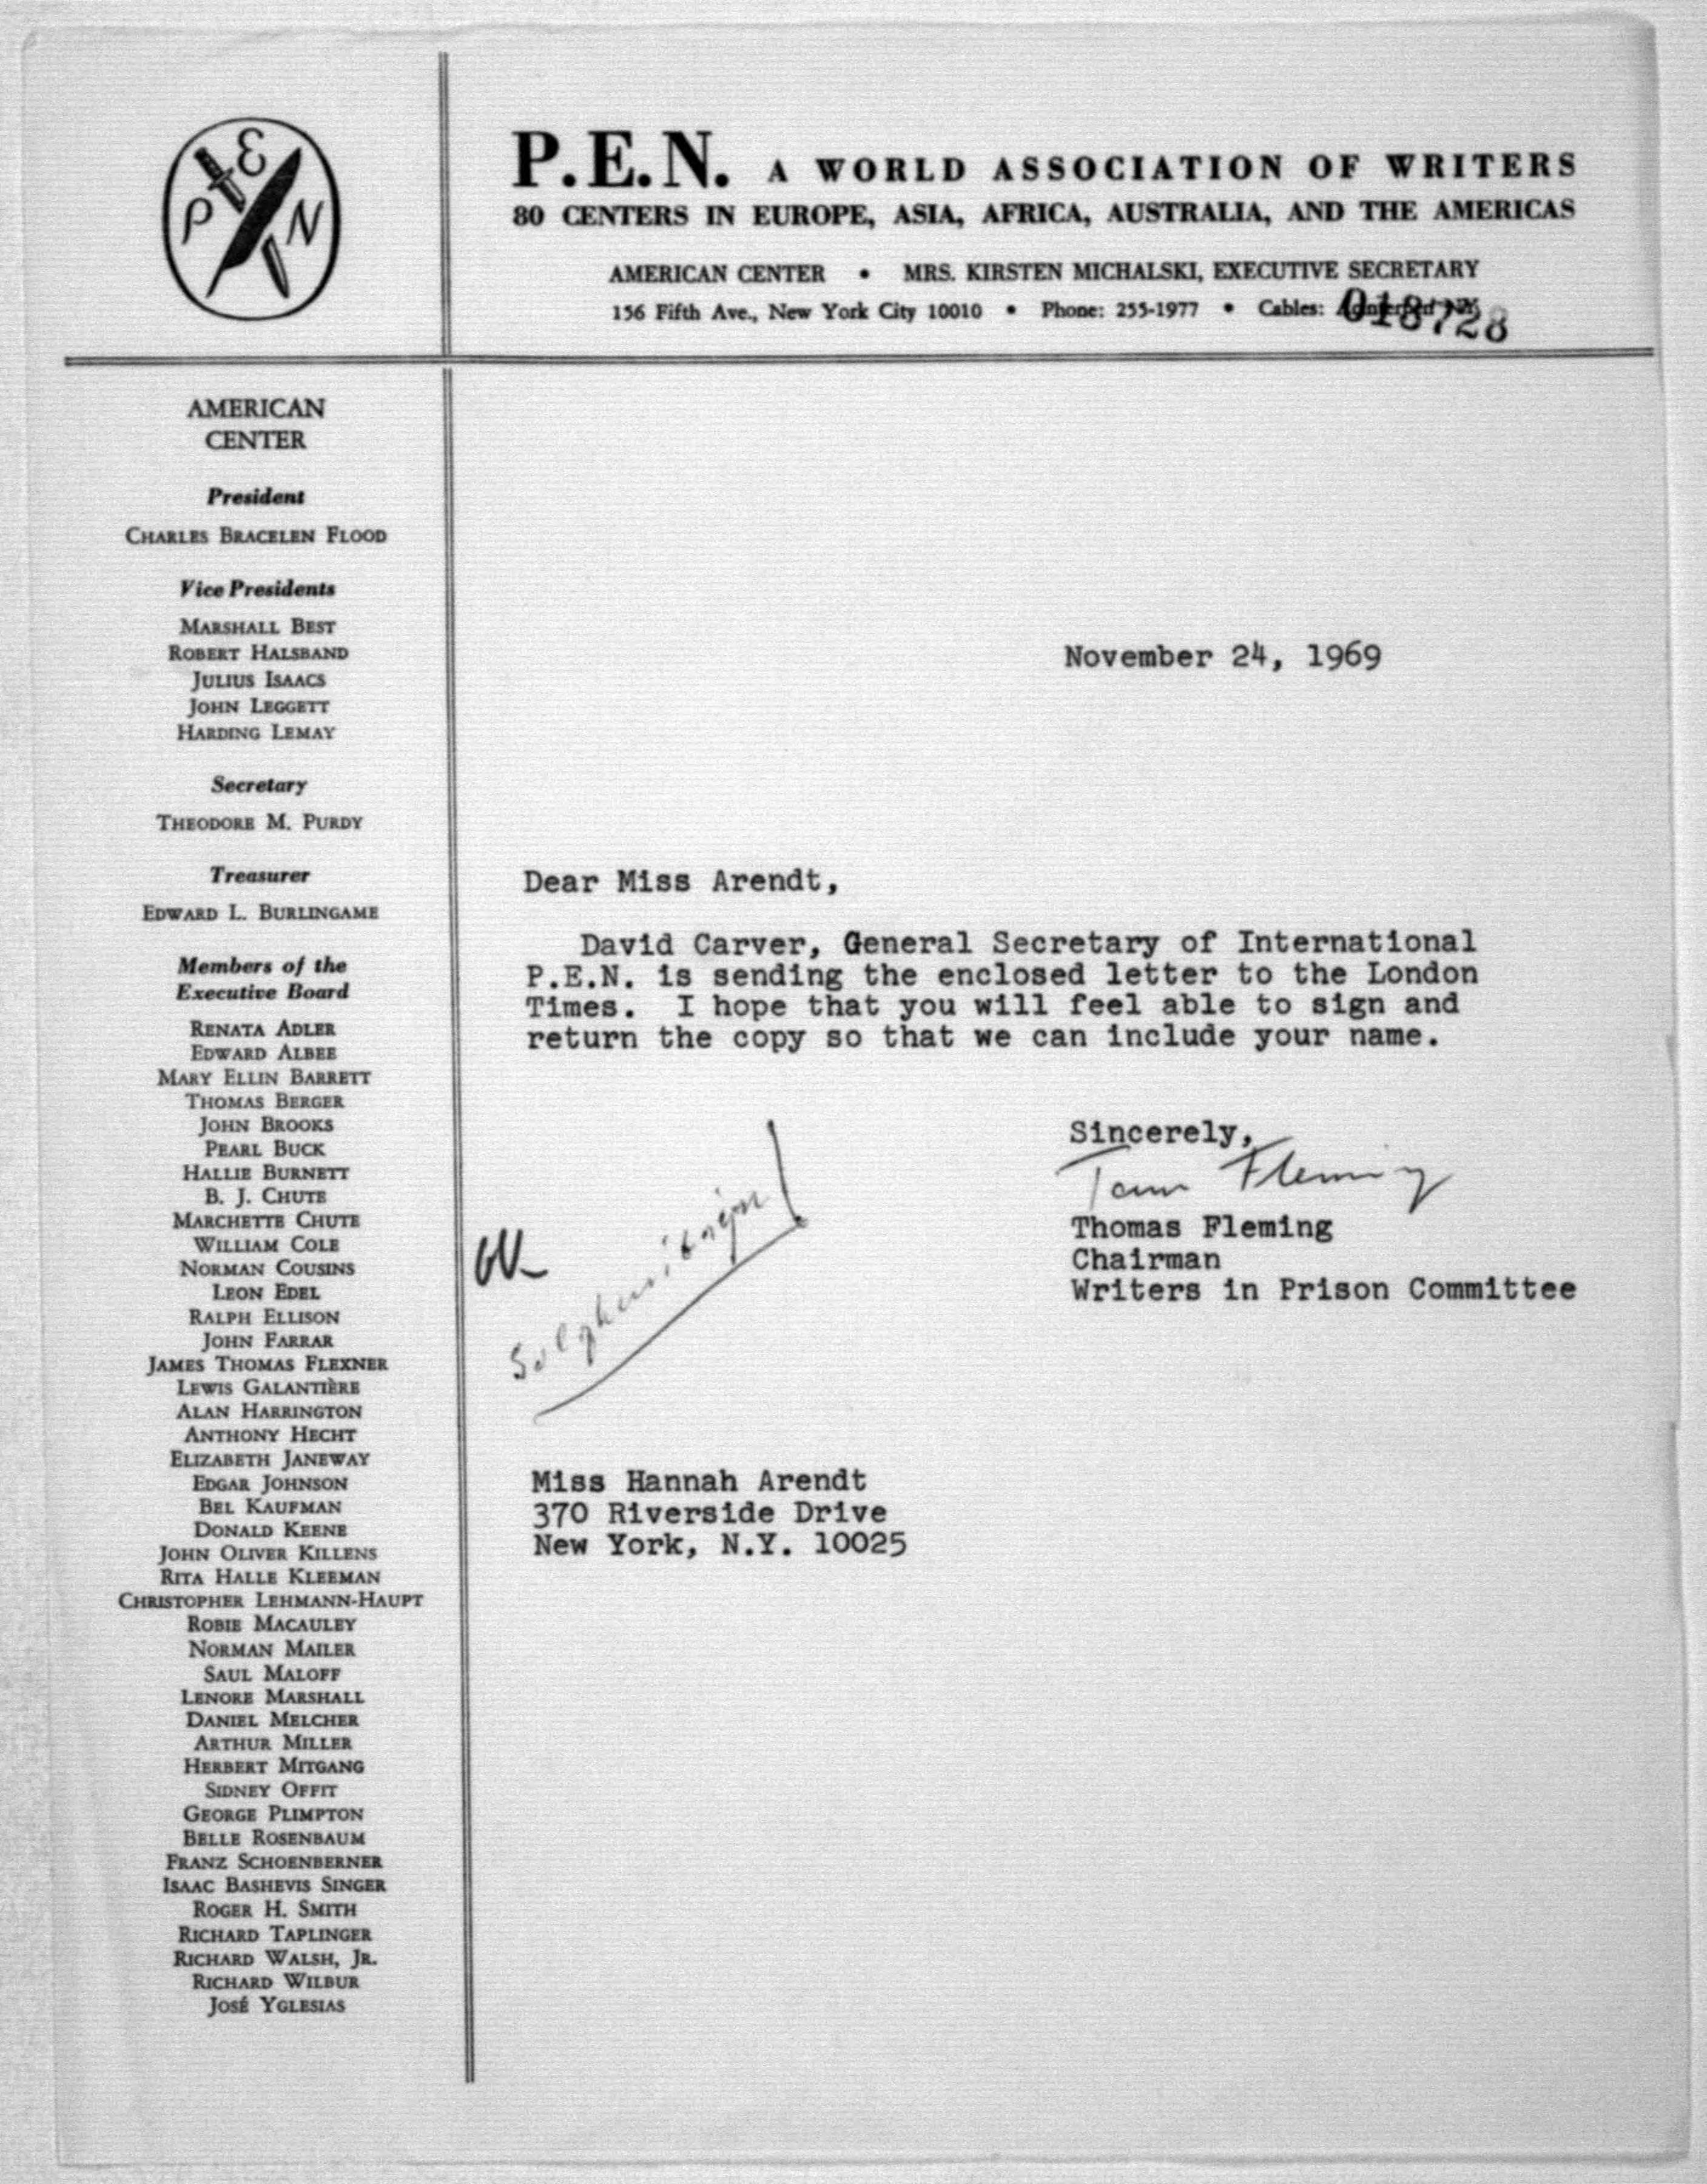 P E N
P.E.N. A WORLD ASSOCIATION OF WRITERS
80 CENTERS IN EUROPE, ASIA, AFRICA, AUSTRALIA, AND THE AMERICAS
AMERICAN CENTER • MRS. KIRSTEN MICHALSKI, EXECUTIVE SECRETARY
156 Fifth Ave., New York City 10010 • Phone: 255-1977 • Cables:
018728
AMERICAN
CENTER
President
CHARLES BRACELEN FLOOD
Vice Presidents
MARSHALL BEST
ROBERT HALSBAND
JULIUS ISAACS
JOHN LEGGETT
HARDING LEMAY
Secretary
THEODORE M. PURDY
Treasurer
EDWARD L. BURLINGAME
Members of the
Executive Board
RENATA ADLER
EDWARD ALBEE
MARY ELLIN BARRETT
THOMAS BERGER
JOHN BROOKS
PEARL BUCK
HALLIE BURNETT
B. J. CHUTE
MARCHETTE CHUTE
WILLIAM COLE
NORMAN COUSINS
LEON EDEL
RALPH ELLISON
JOHN FARRAR
JAMES THOMAS FLEXNER
LEWIS GALANTIÈRE
ALAN HARRINGTON
ANTHONY HECHT
ELIZABETH JANEWAY
EDGAR JOHNSON
BEL KAUFMAN
DONALD KEENE
JOHN OLIVER KILLENS
RITA HALLE KLEEMAN
CHRISTOPHER LEHMANN-HAUPT
ROBIE MACAULEY
NORMAN MAILER
SAUL MALOFF
LENORE MARSHALL
DANIEL MELCHER
ARTHUR MILLER
HERBERT MITGANG
SIDNEY OFFIT
GEORGE PLIMPTON
BELLE ROSENBAUM
FRANZ SCHOENBERNER
ISAAC BASHEVIS SINGER
ROGER H. SMITH
RICHARD TAPLINGER
RICHARD WALSH, JR.
RICHARD WILBUR
JOSÉ YGLESIAS
November 24, 1969
Dear Miss Arendt,
David Carver, General Secretary of International
P.E.N. is sending the enclosed letter to the London
Times. I hope that you will feel able to sign and
return the copy so that we can include your name.
Sincerely,
Tom Fleming
Thomas Fleming
Chairman
Writers in Prison Committee
Miss Hannah Arendt
370 Riverside Drive
New York, N.Y. 10025